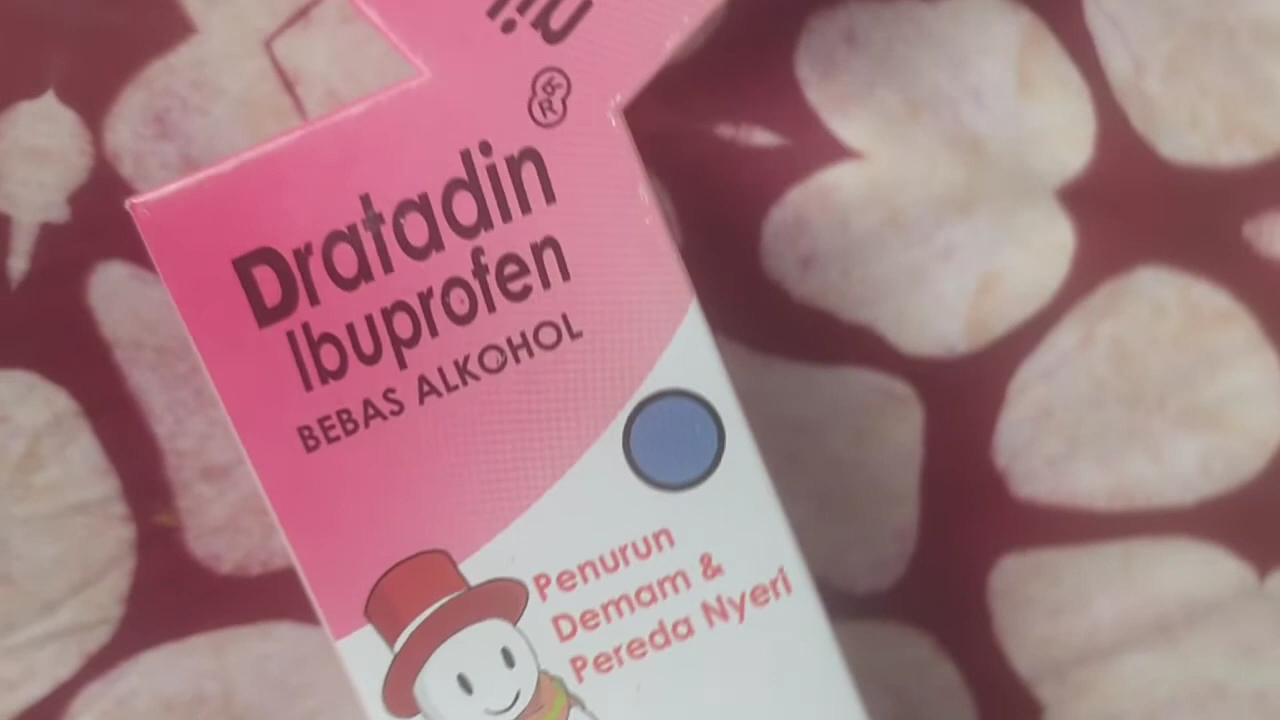 Dratadin
Ibuprofen
BEBAS ALKOHOL
Penurun
Demam &
Pereda Nyeri